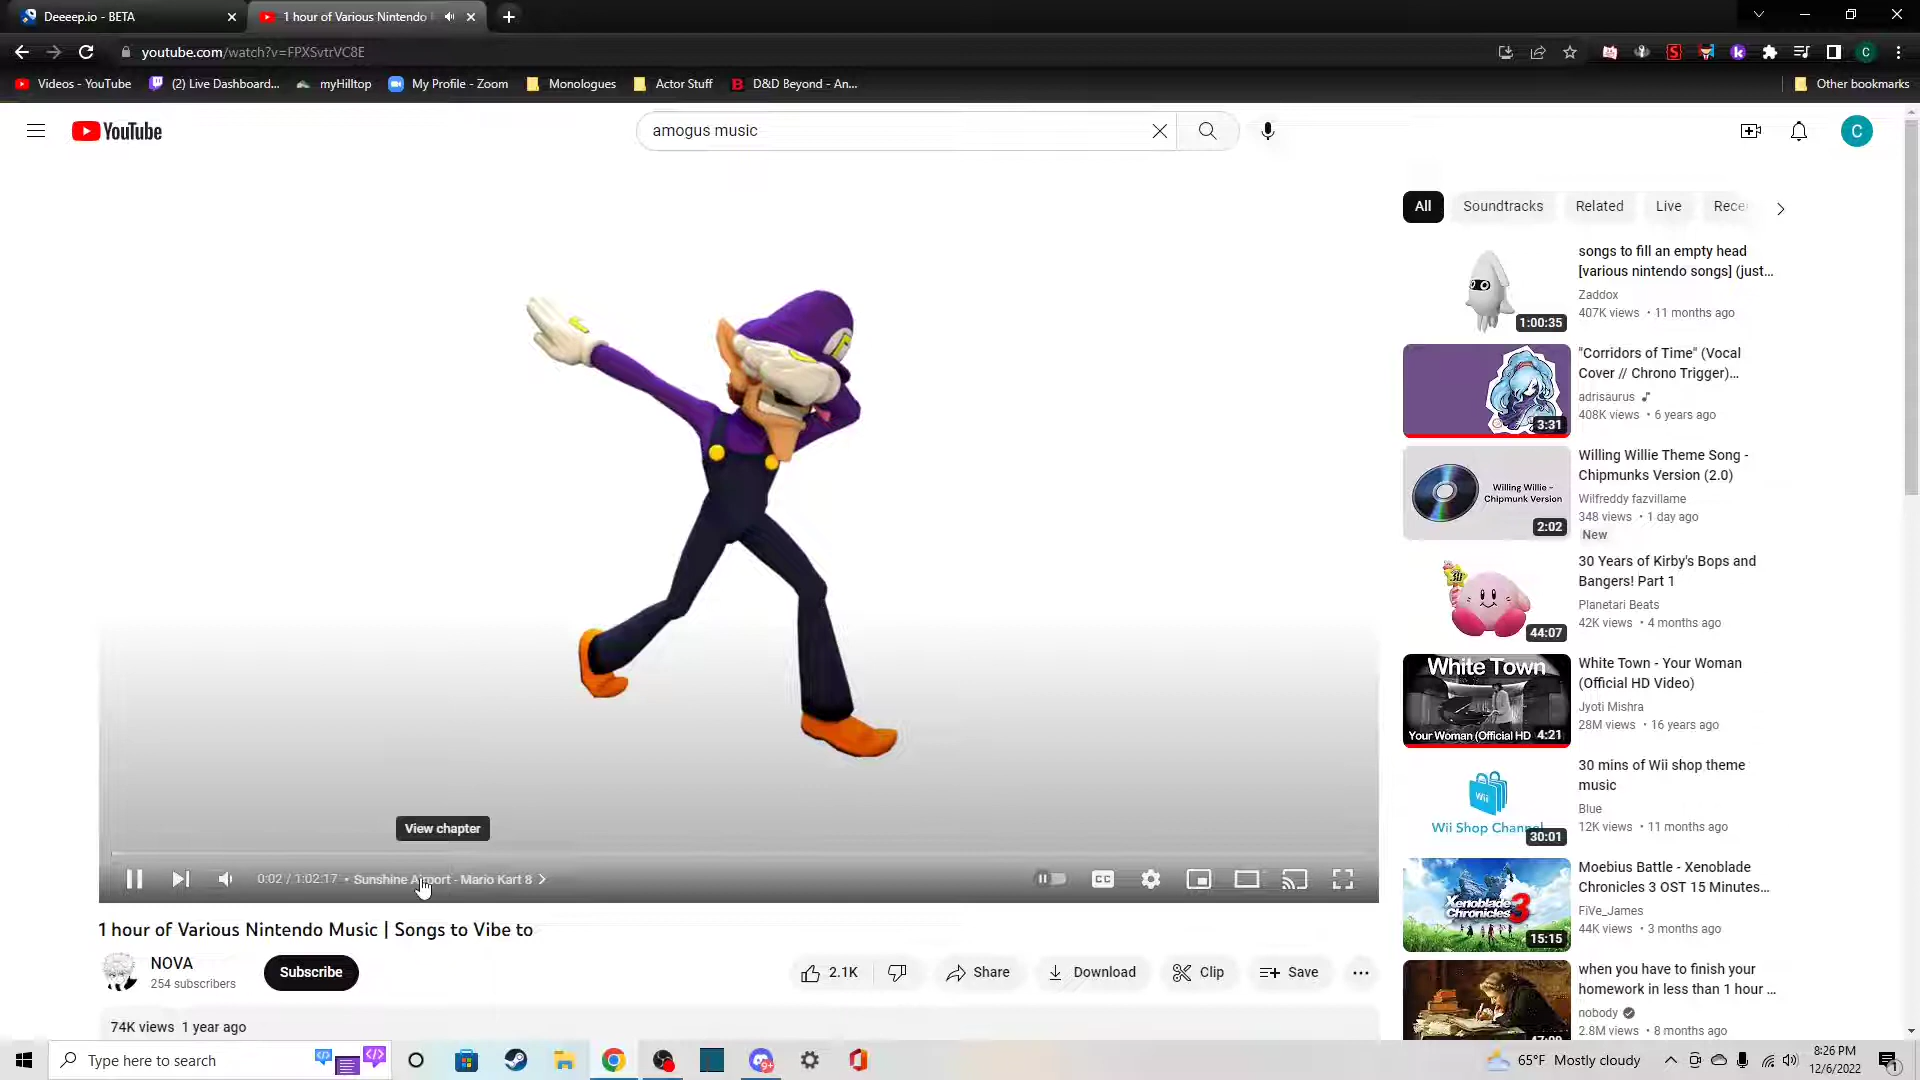 Deeeep.io - BETA
1 hour of Various Nintendo
youtube.com/watch?v=FPXSvtrVC8E
Videos - YouTube
(2) Live Dashboard...
myHilltop
My Profile - Zoom
Monologues
Actor Stuff
D&D Beyond - An...
Other bookmarks
YouTube
amogus music
C
All
Soundtracks
Related
Live
songs to fill an empty head
[various nintendo songs] (just...
Zaddox
407K views • 11 months ago
1:00:35
"Corridors of Time" (Vocal
Cover // Chrono Trigger)...
adrisaurus
408K views • 6 years ago
3:31
Willing Willie Theme Song -
Chipmunks Version (2.0)
Wilfreddy fazvillame
348 views • 1 day ago
New
Willing Willie -
Chipmunk Version
2:02
30 Years of Kirby's Bops and
Bangers! Part 1
Planetari Beats
42K views • 4 months ago
44:07
White Town - Your Woman
(Official HD Video)
Jyoti Mishra
28M views • 16 years ago
White Town
Your Woman (Official HD
4:21
30 mins of Wii shop theme
music
Blue
12K views • 11 months ago
Wii
Wii Shop Channel
30:01
Moebius Battle - Xenoblade
Chronicles 3 OST 15 Minutes...
FiVe_James
44K views • 3 months ago
Xenoblade
Chronicles 3
15:15
when you have to finish your
homework in less than 1 hour ...
nobody
2.8M views • 8 months ago
View chapter
0:02 / 1:02:17 • Sunshine Airport - Mario Kart 8
CC
1 hour of Various Nintendo Music | Songs to Vibe to
NOVA
254 subscribers
Subscribe
2.1K
Share
Download
Clip
Save
74K views 1 year ago
Type here to search
9+
65°F Mostly cloudy
8:26 PM
12/6/2022
1